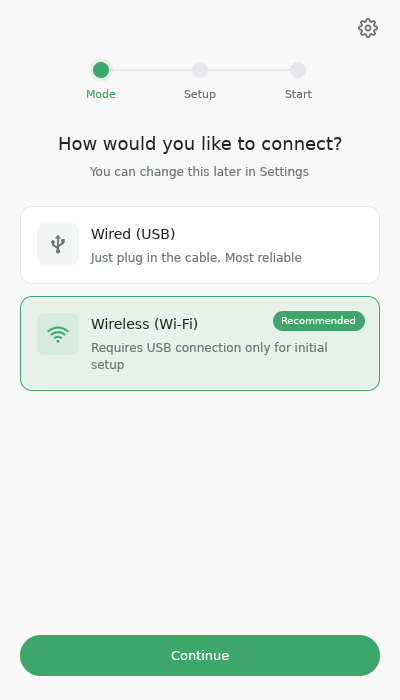 Mode
Setup
Start
How would you like to connect?
You can change this later in Settings
Wired (USB)
Just plug in the cable. Most reliable
Wireless (Wi-Fi)
Recommended
Requires USB connection only for initial
setup
Continue